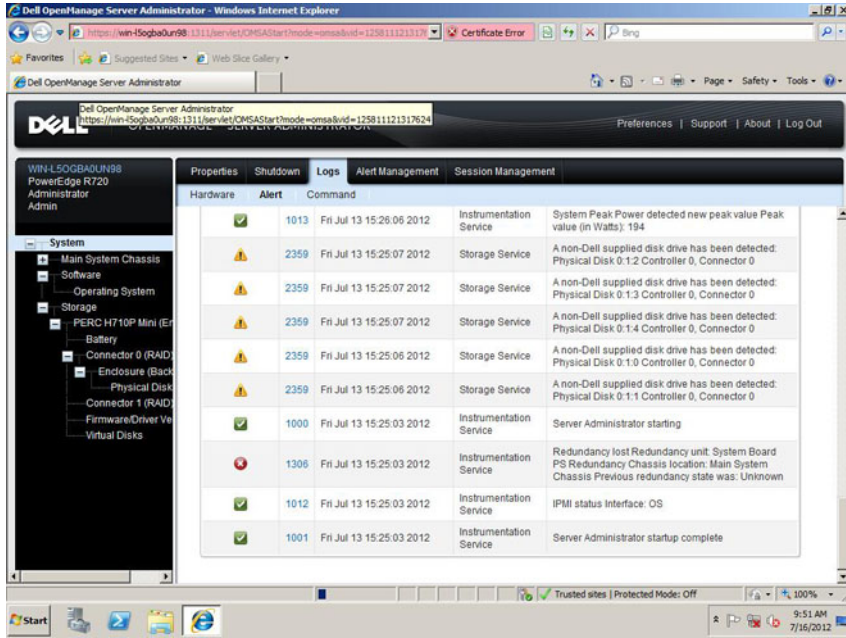 Dell OpenManage Server Administrator - Windows Internet Explorer
https://win-l5ogba0un98:1311/servlet/OMSAStart?mode=omsa&vid=12581112131762
Certificate Error
Bing
Favorites
Suggested Sites
Web Slice Gallery
Dell OpenManage Server Administrator
Page
Safety
Tools
Dell OpenManage Server Administrator
https://win-l5ogba0un98:1311/servlet/OMSAStart?mode=omsa&vid=125811121317624
DELL
Preferences | Support | About | Log Out
WIN-L5OGBA0UN98
PowerEdge R720
Administrator
Admin
Properties Shutdown Logs Alert Management Session Management
Hardware Alert Command
System
Main System Chassis
Software
Operating System
Storage
PERC H710P Mini (Er
Battery
Connector 0 (RAID)
Enclosure (Back
Physical Disk
Connector 1 (RAID)
Firmware/Driver Ve
Virtual Disks
1013 Fri Jul 13 15:26:06 2012 Instrumentation Service System Peak Power detected new peak value Peak
value (in Watts): 194
2359 Fri Jul 13 15:25:07 2012 Storage Service A non-Dell supplied disk drive has been detected:
Physical Disk 0:1:2 Controller 0, Connector 0
2359 Fri Jul 13 15:25:07 2012 Storage Service A non-Dell supplied disk drive has been detected:
Physical Disk 0:1:3 Controller 0, Connector 0
2359 Fri Jul 13 15:25:07 2012 Storage Service A non-Dell supplied disk drive has been detected:
Physical Disk 0:1:4 Controller 0, Connector 0
2359 Fri Jul 13 15:25:06 2012 Storage Service A non-Dell supplied disk drive has been detected:
Physical Disk 0:1:0 Controller 0, Connector 0
2359 Fri Jul 13 15:25:06 2012 Storage Service A non-Dell supplied disk drive has been detected:
Physical Disk 0:1:1 Controller 0, Connector 0
1000 Fri Jul 13 15:25:03 2012 Instrumentation Service Server Administrator starting
1306 Fri Jul 13 15:25:03 2012 Instrumentation Service Redundancy lost Redundancy unit: System Board
PS Redundancy Chassis location: Main System
Chassis Previous redundancy state was: Unknown
1012 Fri Jul 13 15:25:03 2012 Instrumentation Service IPMI status Interface: OS
1001 Fri Jul 13 15:25:03 2012 Instrumentation Service Server Administrator startup complete
Trusted sites | Protected Mode: Off
100%
Start
9:51 AM
7/16/2012